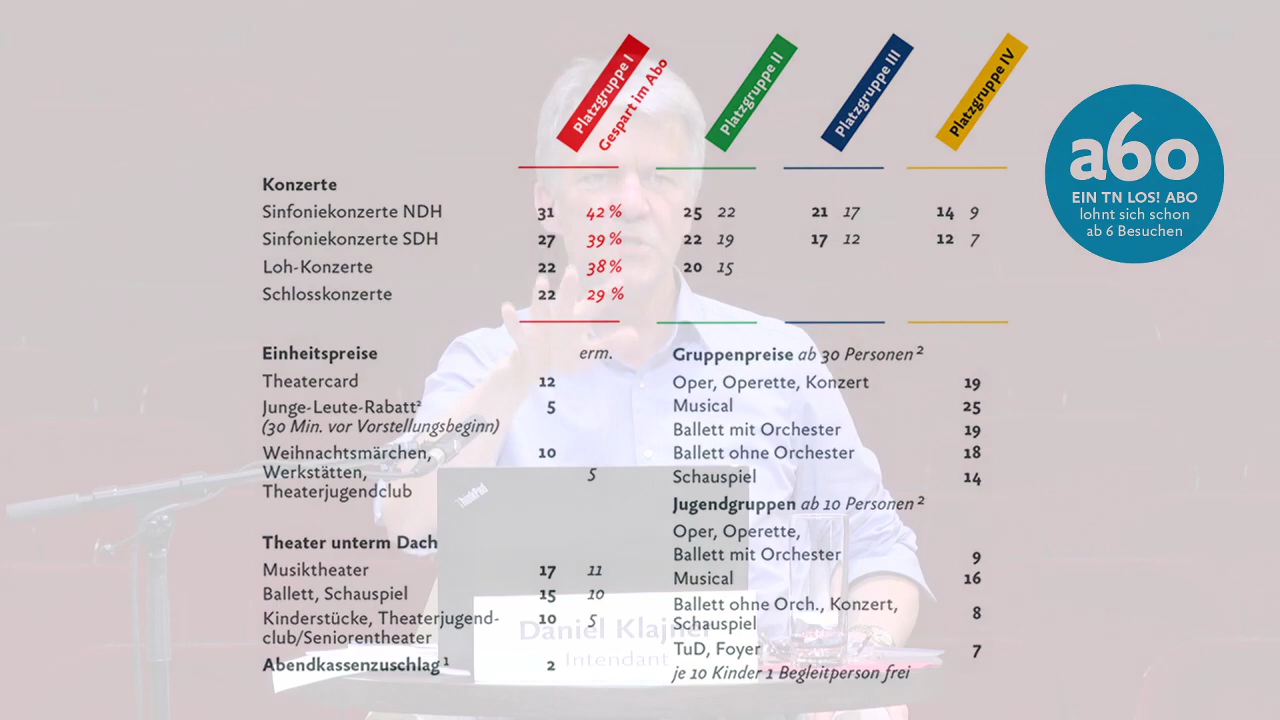 Platzgruppe I
Gespart im Abo
Platzgruppe II
Platzgruppe III
Platzgruppe IV
a6o
EIN TN LOS! ABO
lohnt sich schon
ab 6 Besuchen
Konzerte
Sinfoniekonzerte NDH 31 42 % 25 22 21 17 14 9
Sinfoniekonzerte SDH 27 39 % 22 19 17 12 12 7
Loh-Konzerte 22 38 % 20 15
Schlosskonzerte 22 29 %
Einheitspreise erm.
Theatercard 12
Junge-Leute-Rabatt² 5
(30 Min. vor Vorstellungsbeginn)
Weihnachtsmärchen, 10
Werkstätten, 5
Theaterjugendclub
Theater unterm Dach
Musiktheater 17 11
Ballett, Schauspiel 15 10
Kinderstücke, Theaterjugend- 10 5
club/Seniorentheater
Abendkassenzuschlag¹ 2
Gruppenpreise ab 30 Personen²
Oper, Operette, Konzert 19
Musical 25
Ballett mit Orchester 19
Ballett ohne Orchester 18
Schauspiel 14
Jugendgruppen ab 10 Personen²
Oper, Operette,
Ballett mit Orchester 9
Musical 16
Ballett ohne Orch., Konzert, 8
Schauspiel
TuD, Foyer 7
je 10 Kinder 1 Begleitperson frei
ThinkPad
Daniel Klajner
Intendant